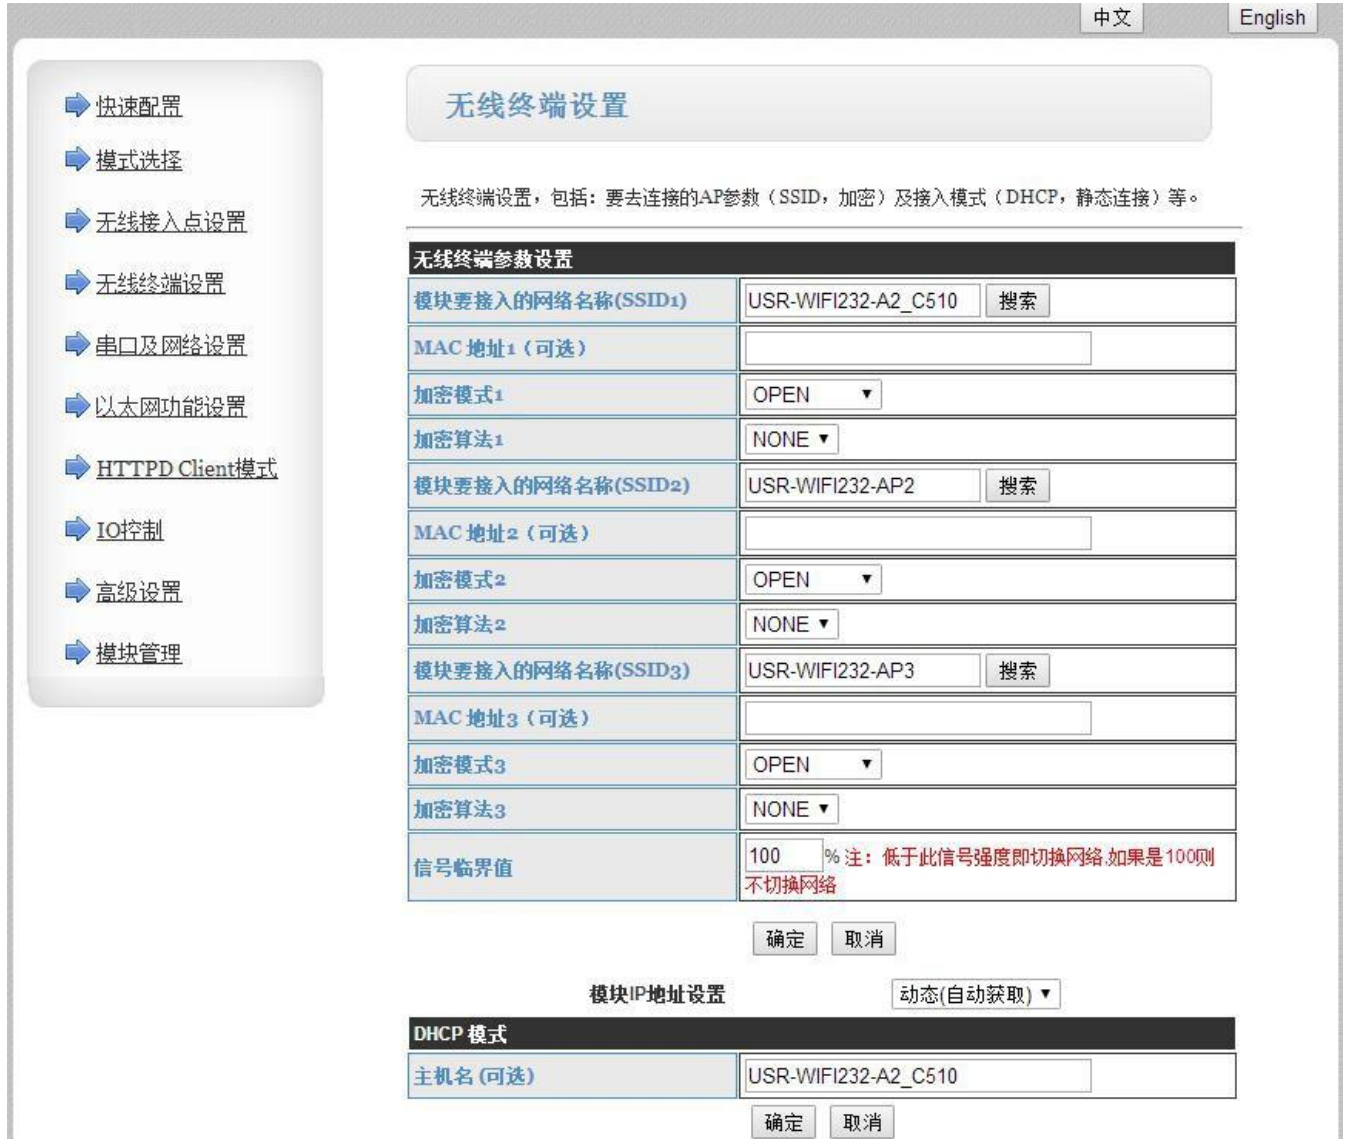 中文 English
快速配置
模式选择
无线接入点设置
无线终端设置
串口及网络设置
以太网功能设置
HTTPD Client模式
IO控制
高级设置
模块管理
无线终端设置
无线终端设置，包括：要去连接的AP参数（SSID，加密）及接入模式（DHCP，静态连接）等。
无线终端参数设置
模块要接入的网络名称(SSID1) USR-WIFI232-A2_C510 搜索
MAC 地址1（可选）
加密模式1 OPEN
加密算法1 NONE
模块要接入的网络名称(SSID2) USR-WIFI232-AP2 搜索
MAC 地址2（可选）
加密模式2 OPEN
加密算法2 NONE
模块要接入的网络名称(SSID3) USR-WIFI232-AP3 搜索
MAC 地址3（可选）
加密模式3 OPEN
加密算法3 NONE
信号临界值 100 % 注：低于此信号强度即切换网络,如果是100则
不切换网络
确定 取消
模块IP地址设置 动态(自动获取)
DHCP 模式
主机名 (可选) USR-WIFI232-A2_C510
确定 取消